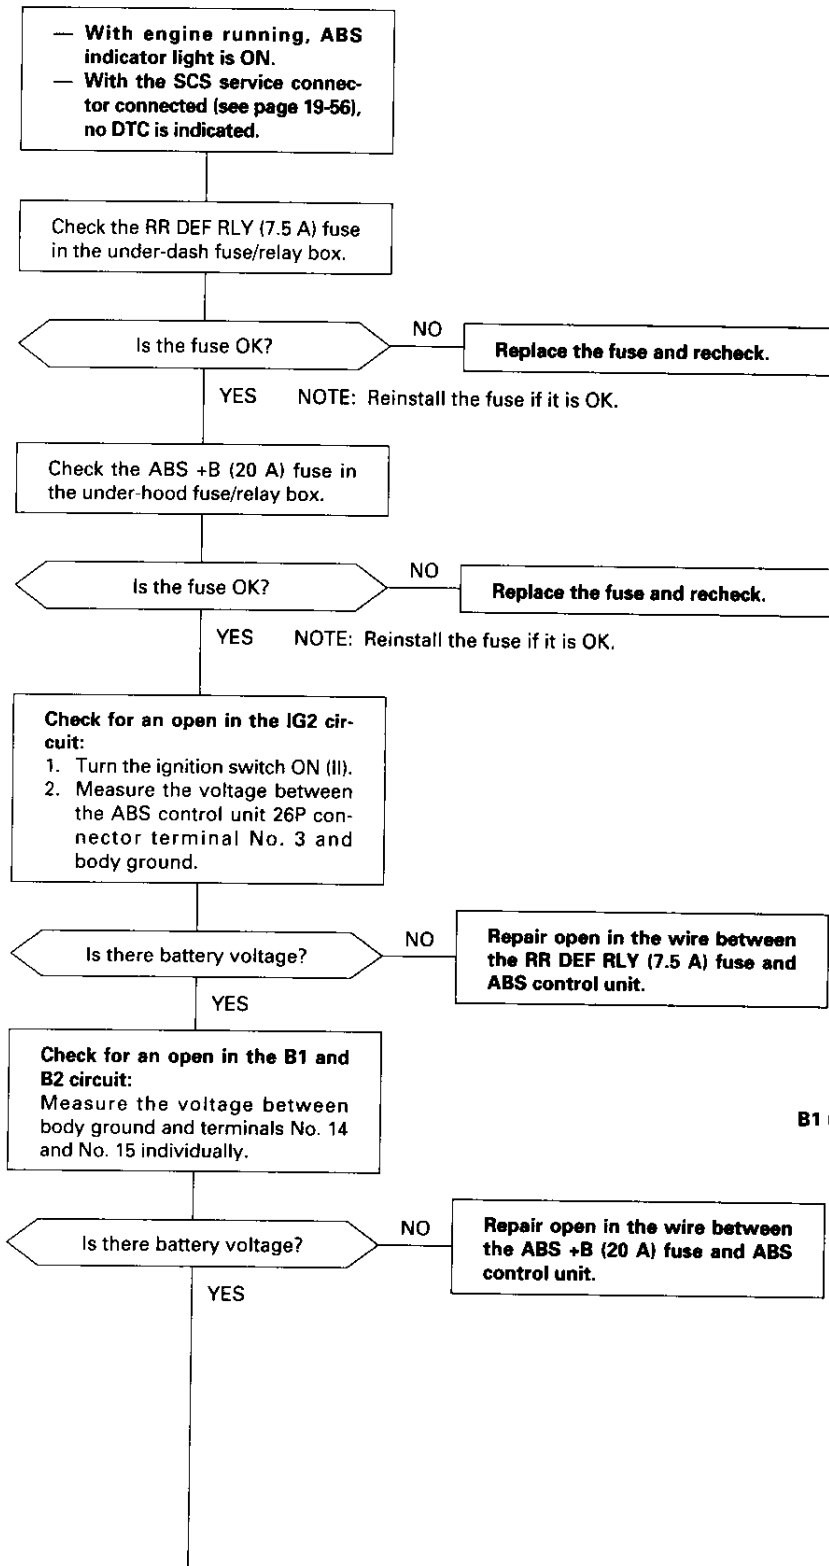 — With engine running, ABS
indicator light is ON.
— With the SCS service connec-
tor connected (see page 19-56),
no DTC is indicated.
Check the RR DEF RLY (7.5 A) fuse
in the under-dash fuse/relay box.
Is the fuse OK?
NO
Replace the fuse and recheck.
YES
NOTE: Reinstall the fuse if it is OK.
Check the ABS +B (20 A) fuse in
the under-hood fuse/relay box.
Is the fuse OK?
NO
Replace the fuse and recheck.
YES
NOTE: Reinstall the fuse if it is OK.
Check for an open in the IG2 cir-
cuit:
1. Turn the ignition switch ON (II).
2. Measure the voltage between
the ABS control unit 26P con-
nector terminal No. 3 and
body ground.
Is there battery voltage?
NO
Repair open in the wire between
the RR DEF RLY (7.5 A) fuse and
ABS control unit.
YES
Check for an open in the B1 and
B2 circuit:
Measure the voltage between
body ground and terminals No. 14
and No. 15 individually.
B1
Is there battery voltage?
NO
Repair open in the wire between
the ABS +B (20 A) fuse and ABS
control unit.
YES